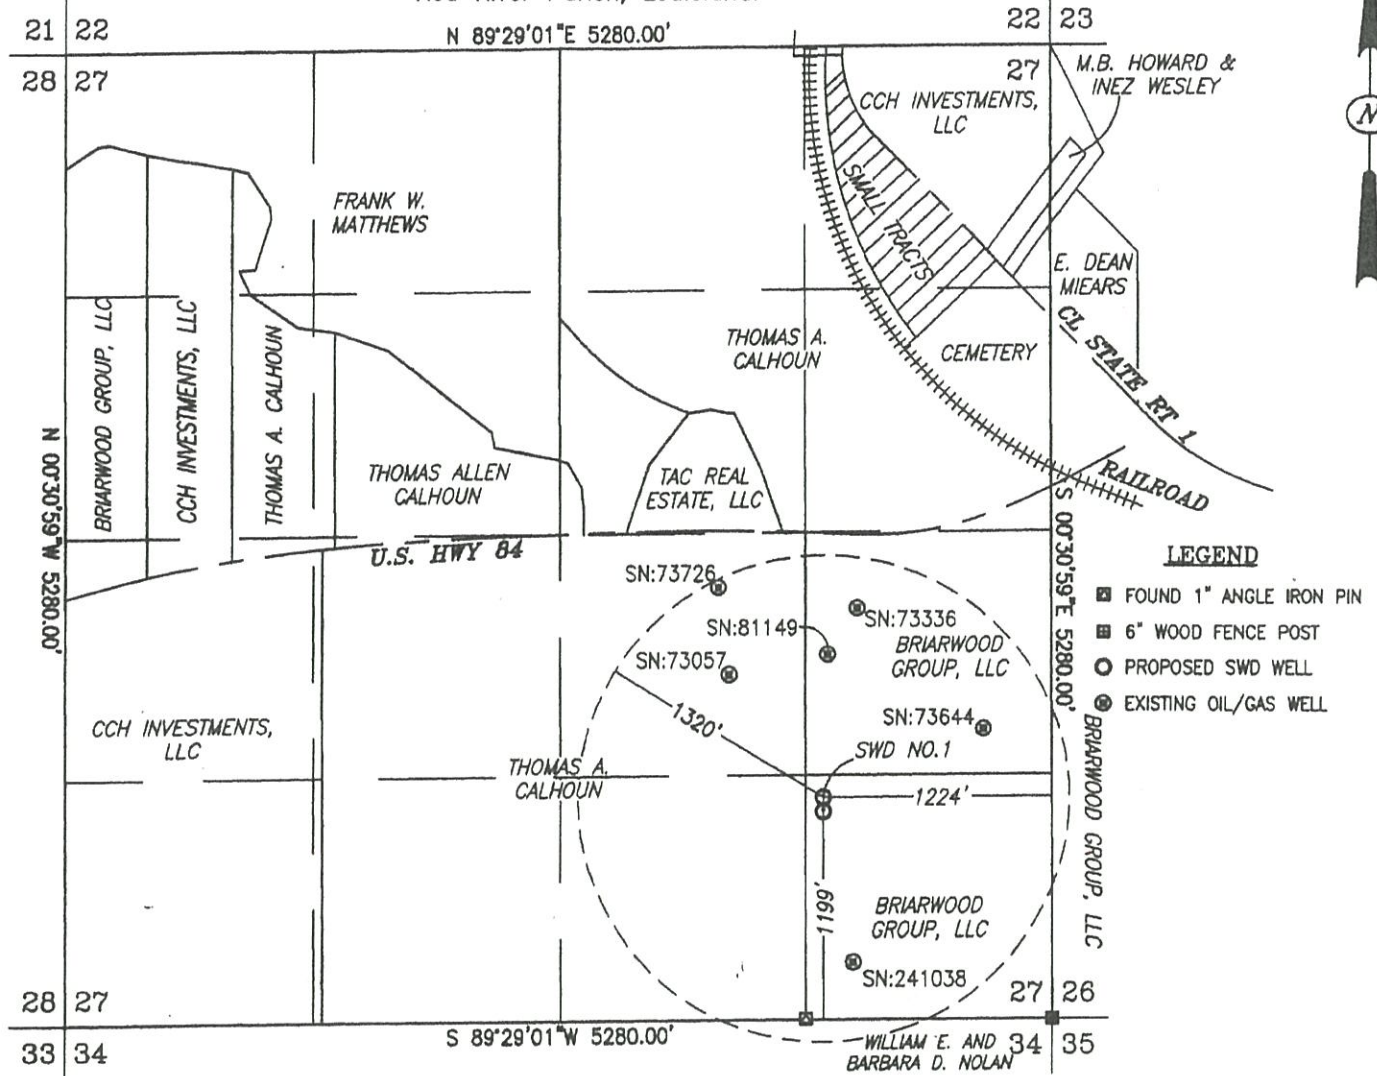 21 22
N 89°29'01"E 5280.00'
22 23
28 27
27
M.B. HOWARD &
INEZ WESLEY
CCH INVESTMENTS,
LLC
N
FRANK W.
MATTHEWS
SMALL TRACTS
E. DEAN
MIEARS
BRIARWOOD GROUP, LLC
CCH INVESTMENTS, LLC
THOMAS A. CALHOUN
THOMAS A.
CALHOUN
CEMETERY
CL STATE RT 1
N 00°30'59"W 5280.00'
THOMAS ALLEN
CALHOUN
TAC REAL
ESTATE, LLC
RAILROAD
U.S. HWY 84
S 00°30'59"E 5280.00'
LEGEND
FOUND 1" ANGLE IRON PIN
6" WOOD FENCE POST
PROPOSED SWD WELL
EXISTING OIL/GAS WELL
SN:73726
SN:73336
SN:81149
BRIARWOOD
GROUP, LLC
SN:73057
1320'
SN:73644
CCH INVESTMENTS,
LLC
SWD NO.1
THOMAS A.
CALHOUN
1224'
BRIARWOOD GROUP, LLC
1199'
BRIARWOOD
GROUP, LLC
SN:241038
28 27
27 26
S 89°29'01"W 5280.00'
33 34
WILLIAM E. AND
BARBARA D. NOLAN
34 35